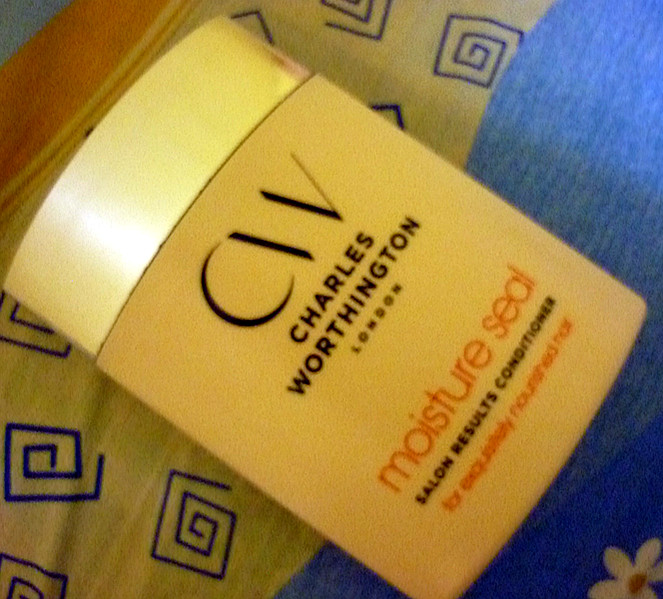 CW
CHARLES
WORTHINGTON
LONDON
moisture seal
SALON RESULTS CONDITIONER
for exquisitely nourished hair